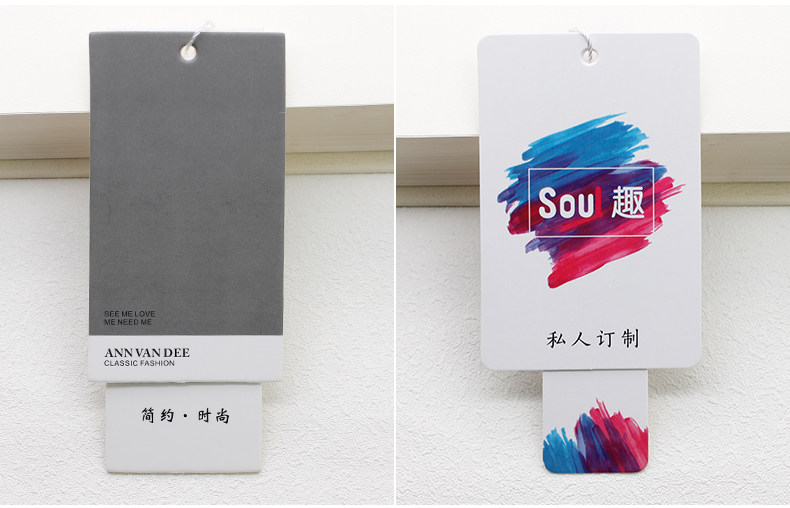 SEE ME LOVE
ME NEED ME
ANN VAN DEE
CLASSIC FASHION
简约·时尚
Soul 趣
私人订制